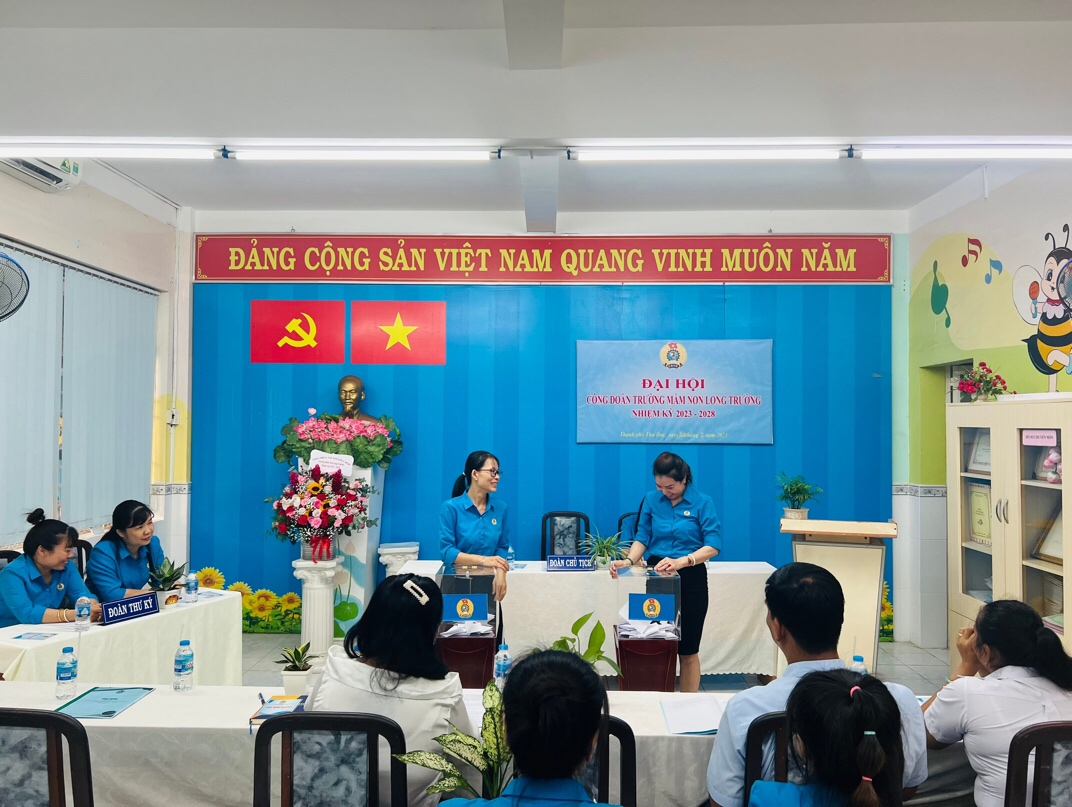 ĐẢNG CỘNG SẢN VIỆT NAM QUANG VINH MUÔN NĂM
ĐẠI HỘI
CÔNG ĐOÀN TRƯỜNG MẦM NON LONG TRƯỜNG
NHIỆM KỲ 2023 - 2028
ĐOÀN CHỦ TỊCH
ĐOÀN THƯ KÝ